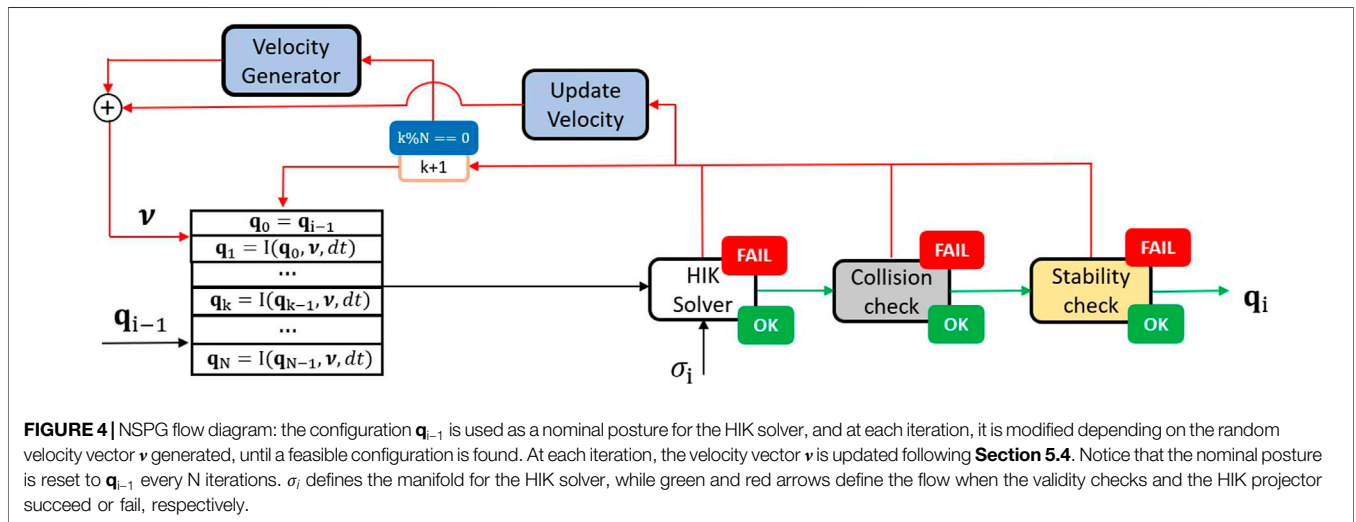 Velocity
Generator
+
Update
Velocity
k%N == 0
k+1
𝝂
q₀ = qᵢ₋₁
q₁ = I(q₀, 𝝂, dt)
...
qₖ = I(qₖ₋₁, 𝝂, dt)
...
q_N = I(q_N₋₁, 𝝂, dt)
qᵢ₋₁
HIK
Solver
FAIL
OK
σᵢ
Collision
check
FAIL
OK
Stability
check
FAIL
OK
qᵢ
FIGURE 4 | NSPG flow diagram: the configuration qᵢ₋₁ is used as a nominal posture for the HIK solver, and at each iteration, it is modified depending on the random
velocity vector 𝝂 generated, until a feasible configuration is found. At each iteration, the velocity vector 𝝂 is updated following Section 5.4. Notice that the nominal posture
is reset to qᵢ₋₁ every N iterations. σᵢ defines the manifold for the HIK solver, while green and red arrows define the flow when the validity checks and the HIK projector
succeed or fail, respectively.